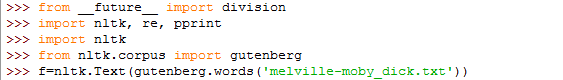 >>> from __future__ import division
>>> import nltk, re, pprint
>>> import nltk
>>> from nltk.corpus import gutenberg
>>> f=nltk.Text(gutenberg.words('melville-moby_dick.txt'))